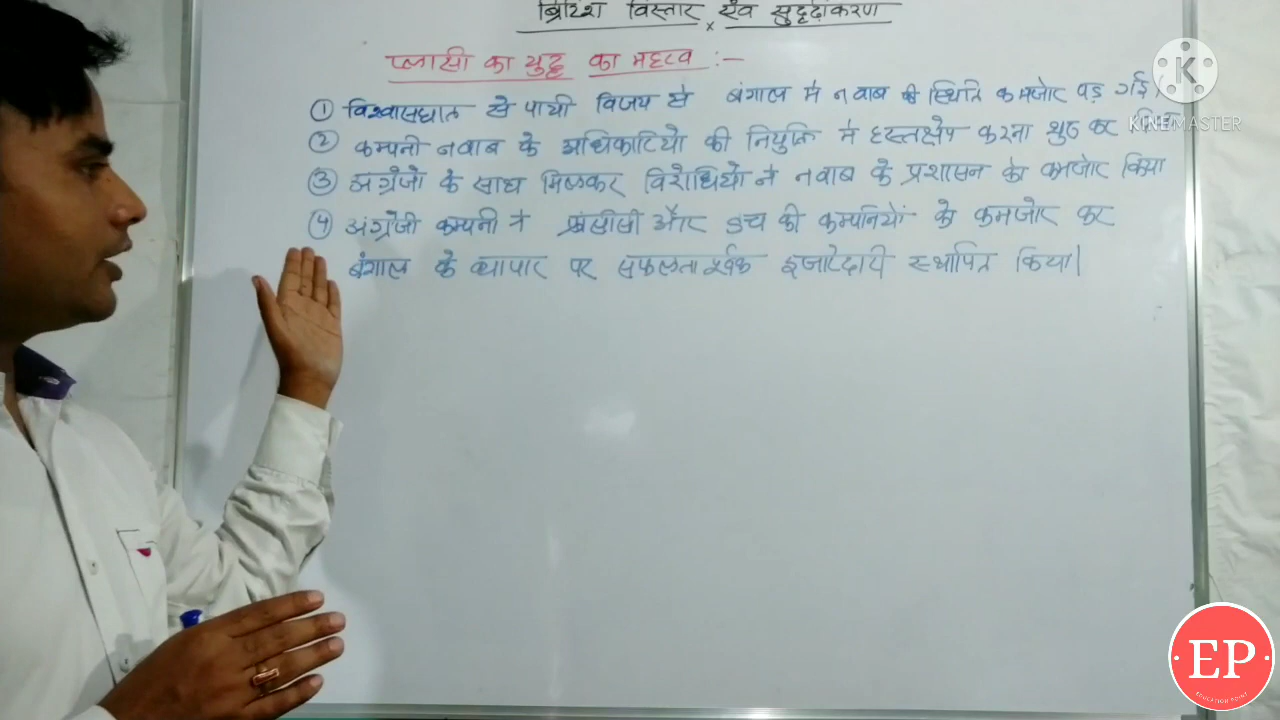 ब्रिटिश विस्तार एंव सुदृढ़ीकरण
प्लासी का युद्ध का महत्व :-
① विश्वासघात से पायी विजय से बंगाल मे नवाब की स्थिति कमजोर पड़ गई।
② कम्पनी नवाब के अधिकारियो की नियुक्ति मे हस्तक्षेप करना शुरू कर दिया
③ अंग्रेजो के साथ मिलकर विरोधियो ने नवाब के प्रशासन को कमजोर किया
④ अंग्रेजी कम्पनी ने फ्रांसीसी और डच की कम्पनियों को कमजोर कर
बंगाल के व्यापार पर सफलतापूर्वक इजारेदारी स्थापित किया।
KINEMASTER
EP
EDUCATION POINT